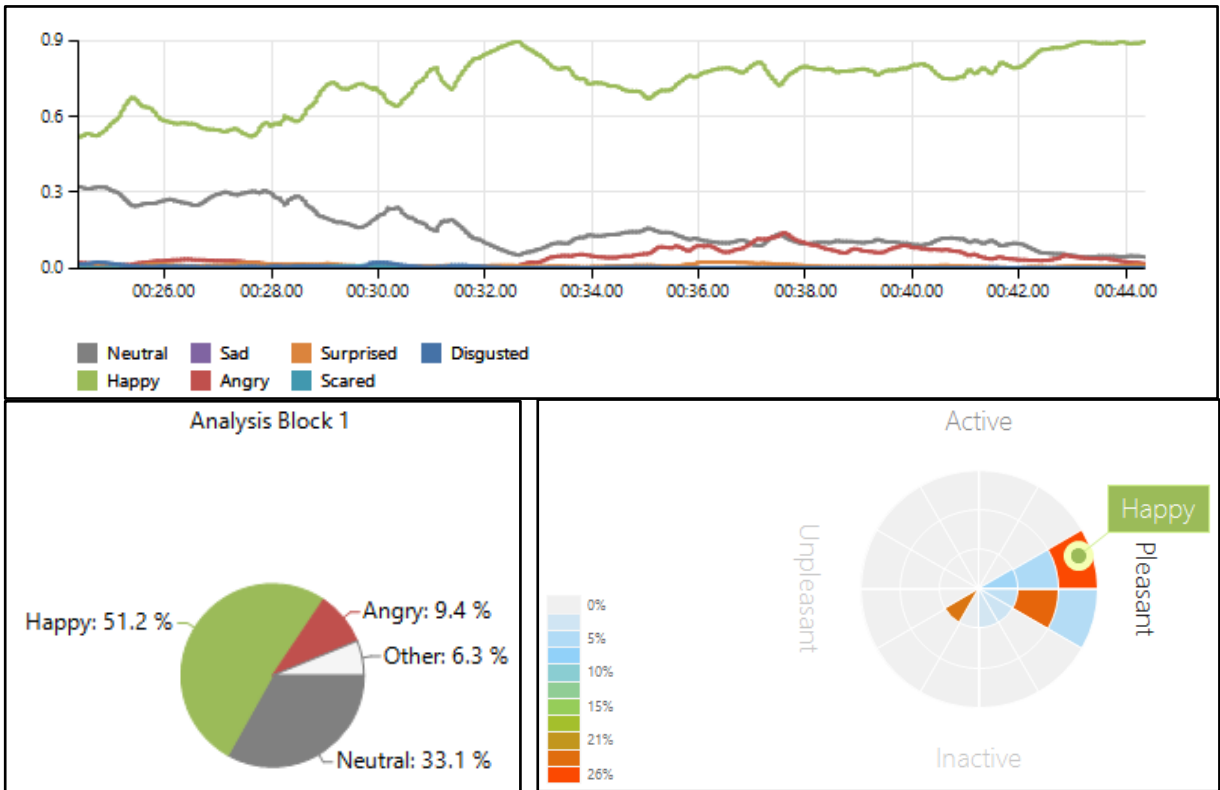 0.9
0.6
0.3
0.0
00:26.00 00:28.00 00:30.00 00:32.00 00:34.00 00:36.00 00:38.00 00:40.00 00:42.00 00:44.00
Neutral Sad Surprised Disgusted
Happy Angry Scared
Analysis Block 1
Happy: 51.2 %
Angry: 9.4 %
Other: 6.3 %
Neutral: 33.1 %
Active
Happy
Unpleasant
Pleasant
Inactive
0%
5%
10%
15%
21%
26%